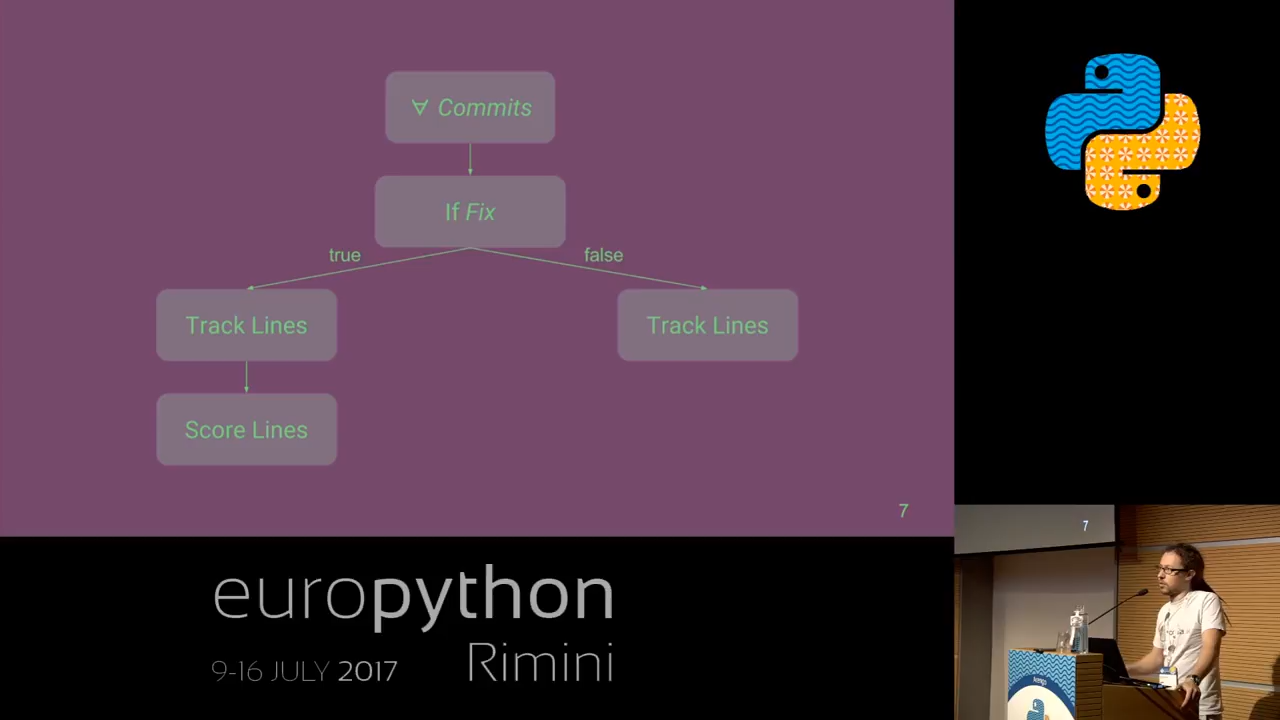 ∀ Commits
If Fix
true
false
Track Lines
Track Lines
Score Lines
7
europython
9-16 JULY 2017
Rimini
7